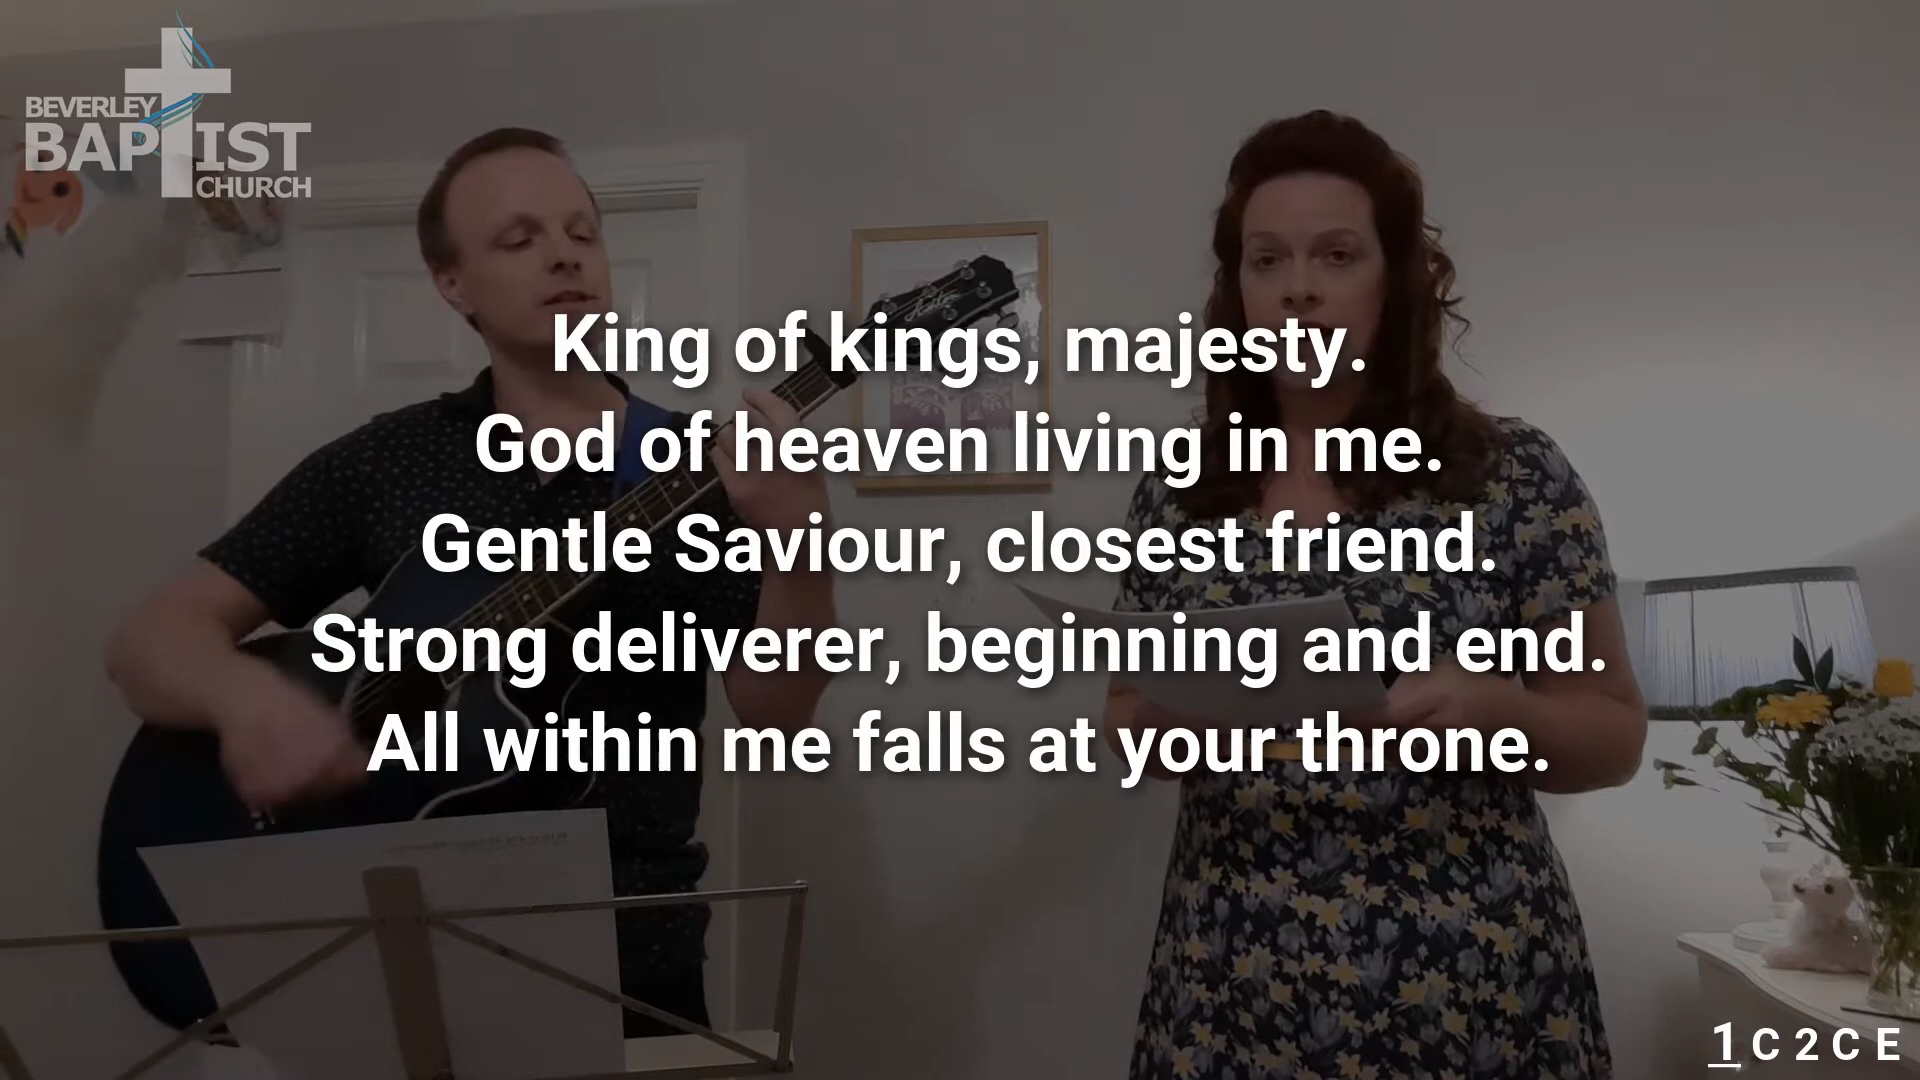 BEVERLEY
BAPTIST
CHURCH
King of kings, majesty.
God of heaven living in me.
Gentle Saviour, closest friend.
Strong deliverer, beginning and end.
All within me falls at your throne.
1 C 2 C E